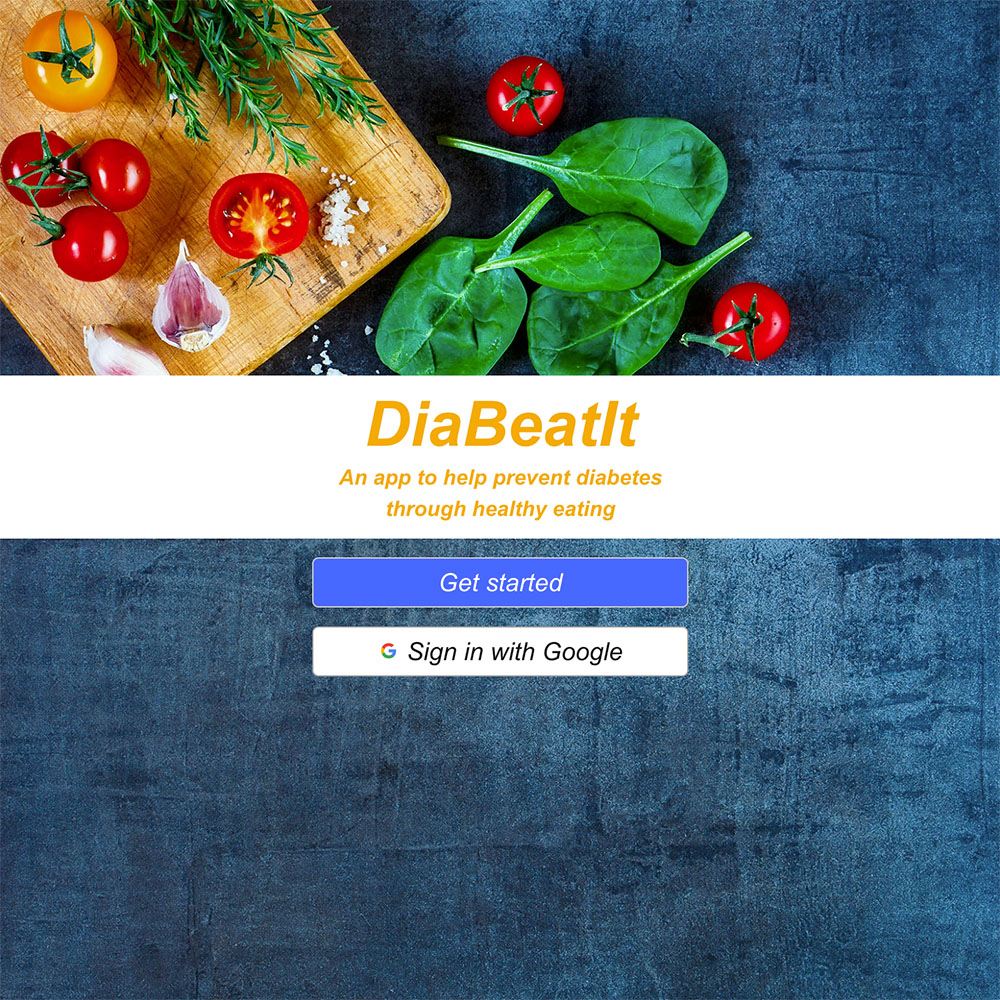 DiaBeatIt
An app to help prevent diabetes
through healthy eating
Get started
Sign in with Google